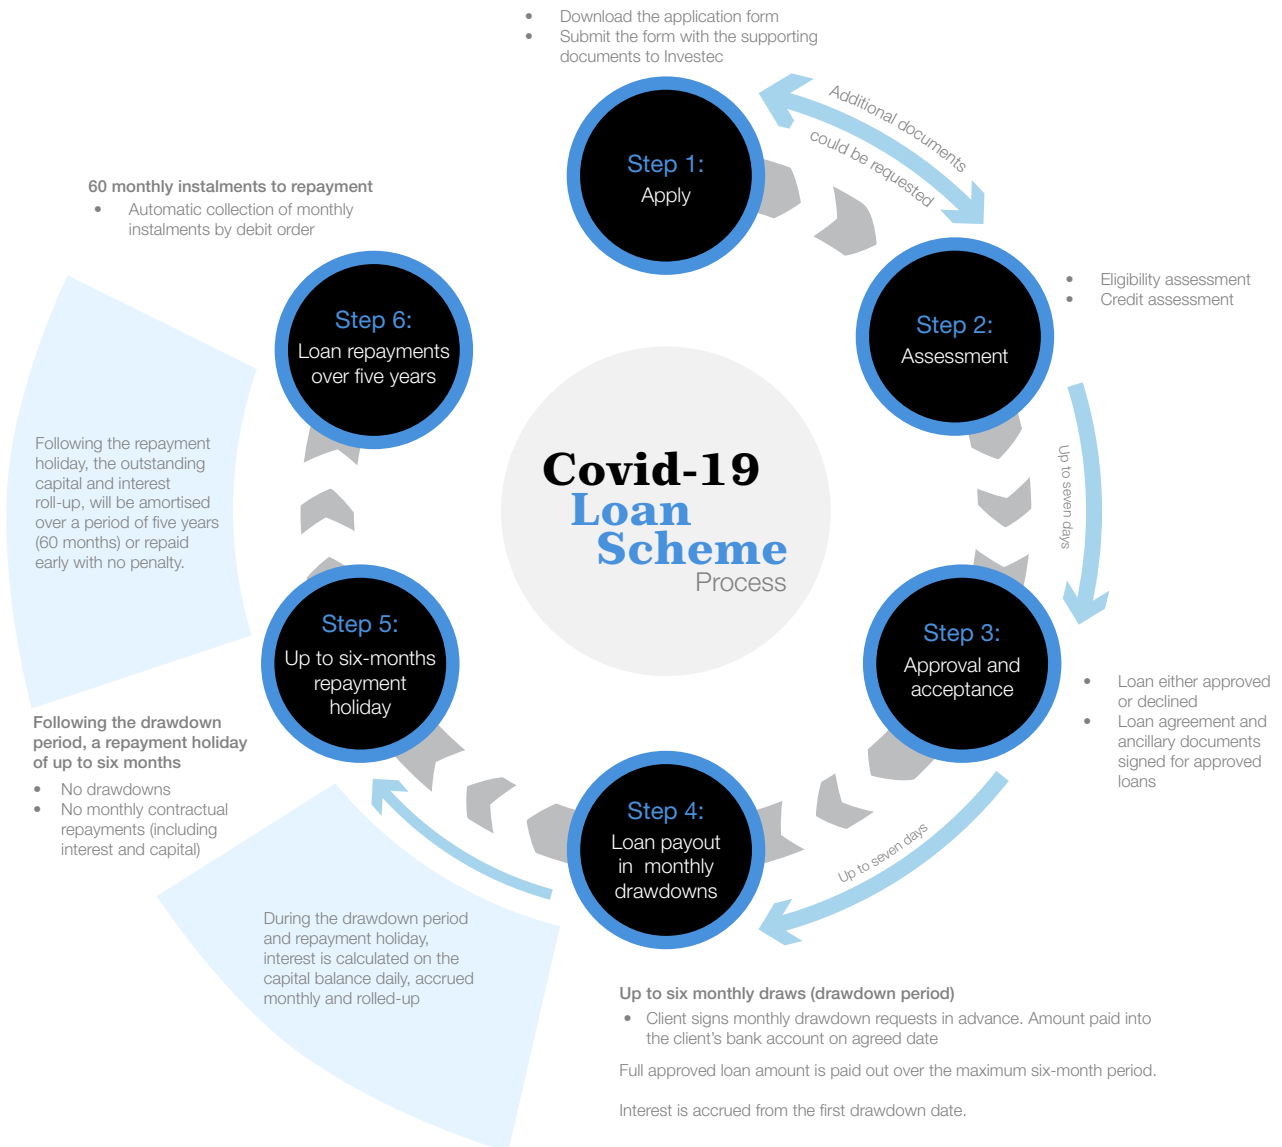 • Download the application form
• Submit the form with the supporting
documents to Investec
Step 1:
Apply
Additional documents
could be requested
Step 2:
Assessment
• Eligibility assessment
• Credit assessment
Up to seven days
Step 3:
Approval and
acceptance
• Loan either approved
or declined
• Loan agreement and
ancillary documents
signed for approved
loans
Up to seven days
Step 4:
Loan payout
in monthly
drawdowns
Up to six monthly draws (drawdown period)
• Client signs monthly drawdown requests in advance. Amount paid into
the client’s bank account on agreed date
Full approved loan amount is paid out over the maximum six-month period.
Interest is accrued from the first drawdown date.
During the drawdown period
and repayment holiday,
interest is calculated on the
capital balance daily, accrued
monthly and rolled-up
Step 5:
Up to six-months
repayment
holiday
Following the drawdown
period, a repayment holiday
of up to six months
• No drawdowns
• No monthly contractual
repayments (including
interest and capital)
Following the repayment
holiday, the outstanding
capital and interest
roll-up, will be amortised
over a period of five years
(60 months) or repaid
early with no penalty.
Step 6:
Loan repayments
over five years
60 monthly instalments to repayment
• Automatic collection of monthly
instalments by debit order
Covid-19
Loan
Scheme
Process